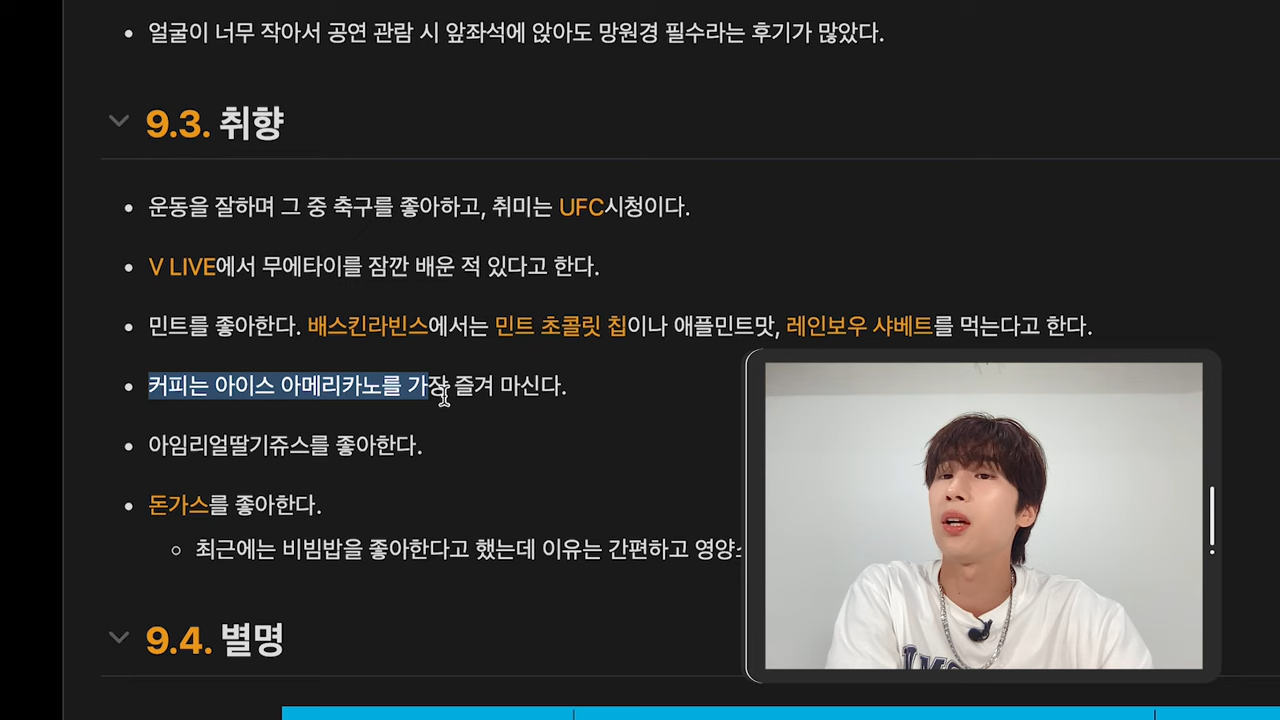 얼굴이 너무 작아서 공연 관람 시 앞좌석에 앉아도 망원경 필수라는 후기가 많았다.
9.3. 취향
운동을 잘하며 그 중 축구를 좋아하고, 취미는 UFC시청이다.
V LIVE에서 무에타이를 잠깐 배운 적 있다고 한다.
민트를 좋아한다. 배스킨라빈스에서는 민트 초콜릿 칩이나 애플민트맛, 레인보우 샤베트를 먹는다고 한다.
커피는 아이스 아메리카노를 가장 즐겨 마신다.
아임리얼딸기쥬스를 좋아한다.
돈가스를 좋아한다.
최근에는 비빔밥을 좋아한다고 했는데 이유는 간편하고 영양
9.4. 별명